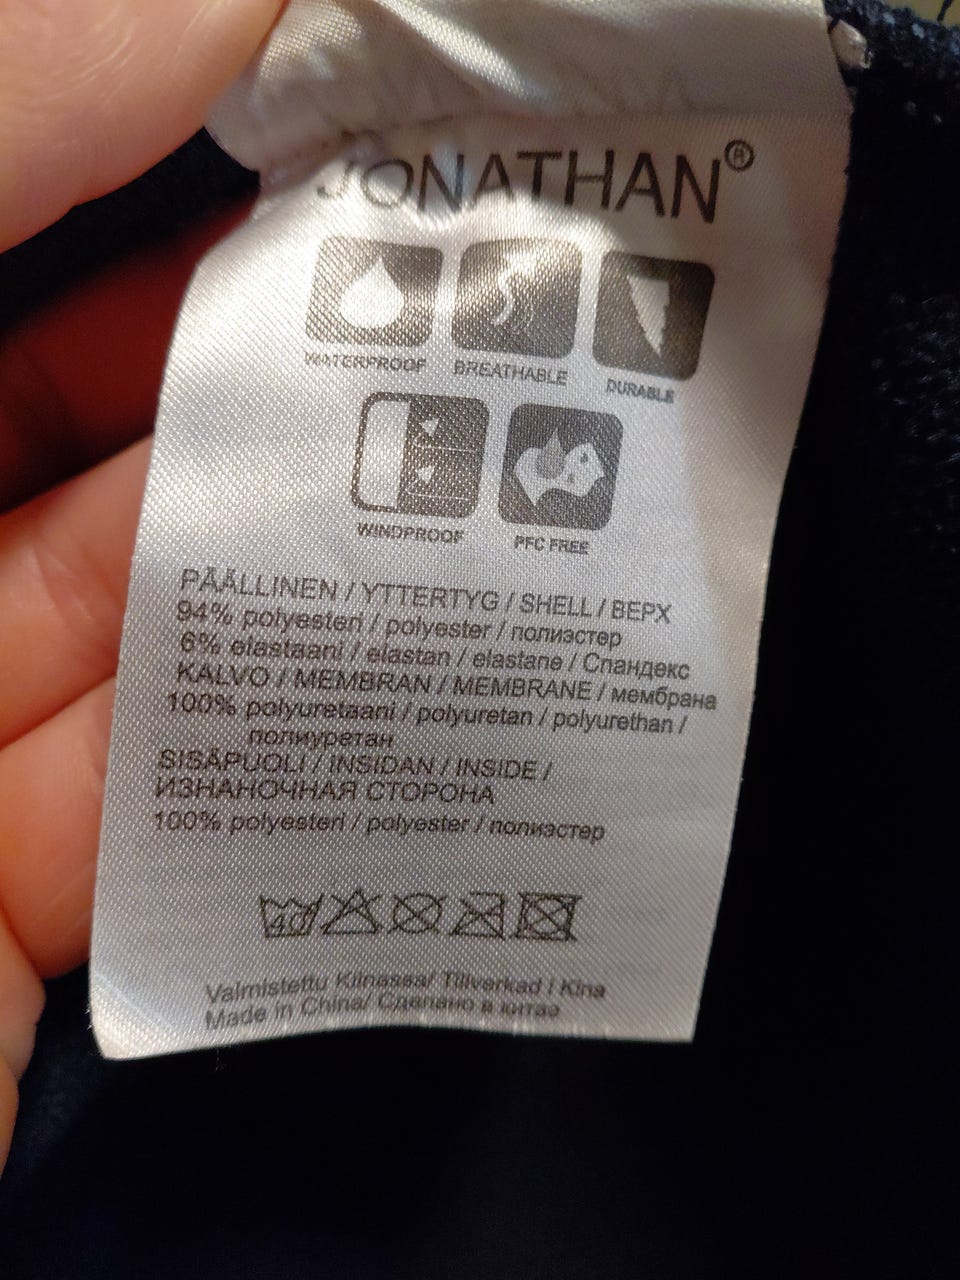 JONATHAN®
WATERPROOF
BREATHABLE
DURABLE
WINDPROOF
PFC FREE
PÄÄLLINEN / YTTERTYG / SHELL / ВЕРХ
94% polyesteri / polyester / полиэстер
6% elastaani / elastan / elastane / Спандекс
KALVO / MEMBRAN / MEMBRANE / мембрана
100% polyuretaani / polyuretan / polyurethan /
полиуретан
SISÄPUOLI / INSIDAN / INSIDE /
ИЗНАНОЧНАЯ СТОРОНА
100% polyesteri / polyester / полиэстер
40
Valmistettu Kiinassa/ Tillverkad i Kina
Made in China/ Сделано в китае